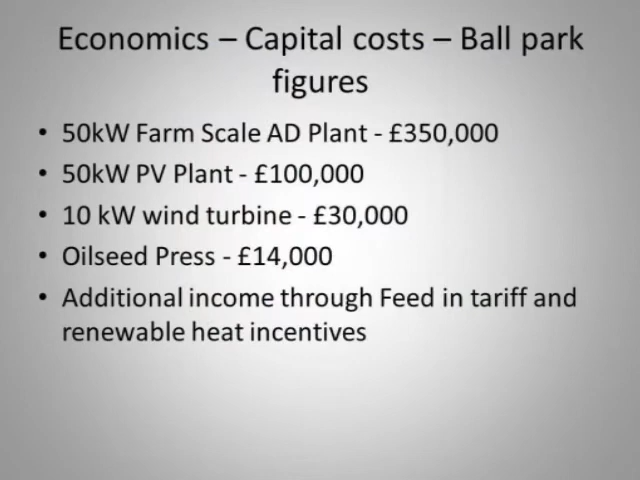 Economics – Capital costs – Ball park
figures
• 50kW Farm Scale AD Plant - £350,000
• 50kW PV Plant - £100,000
• 10 kW wind turbine - £30,000
• Oilseed Press - £14,000
• Additional income through Feed in tariff and
renewable heat incentives